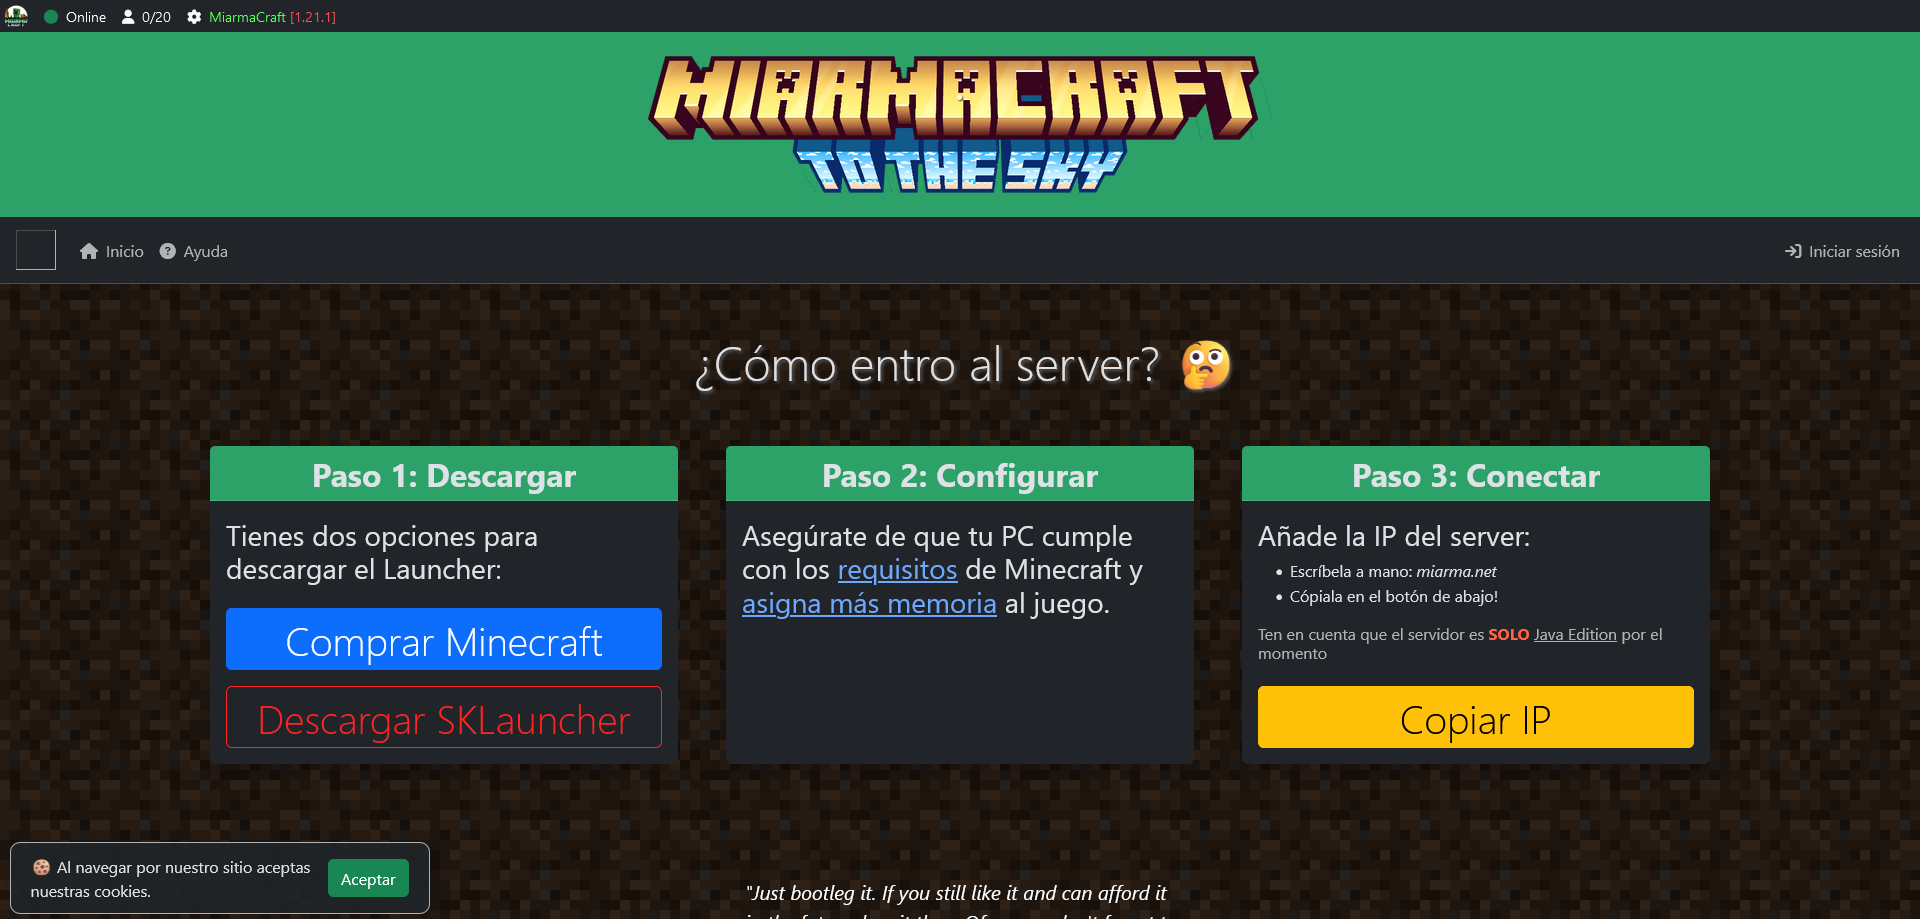 Online 0/20 MiarmaCraft [1.21.1]
MIARMACRAFT
TO THE SKY
Inicio Ayuda Iniciar sesión
¿Cómo entro al server?
Paso 1: Descargar
Tienes dos opciones para
descargar el Launcher:
Comprar Minecraft
Descargar SKLauncher
Paso 2: Configurar
Asegúrate de que tu PC cumple
con los requisitos de Minecraft y
asigna más memoria al juego.
Paso 3: Conectar
Añade la IP del server:
• Escríbela a mano: miarma.net
• Cópiala en el botón de abajo!
Ten en cuenta que el servidor es SOLO Java Edition por el
momento
Copiar IP
Al navegar por nuestro sitio aceptas
nuestras cookies.
Aceptar
"Just bootleg it. If you still like it and can afford it